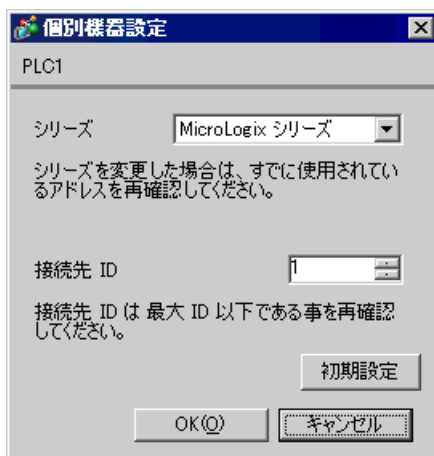 個別機器設定
PLC1
シリーズ MicroLogix シリーズ
シリーズを変更した場合は、すでに使用されてい
るアドレスを再確認してください。
接続先 ID 1
接続先 ID は 最大 ID 以下である事を再確認
してください。
初期設定
OK(O) キャンセル